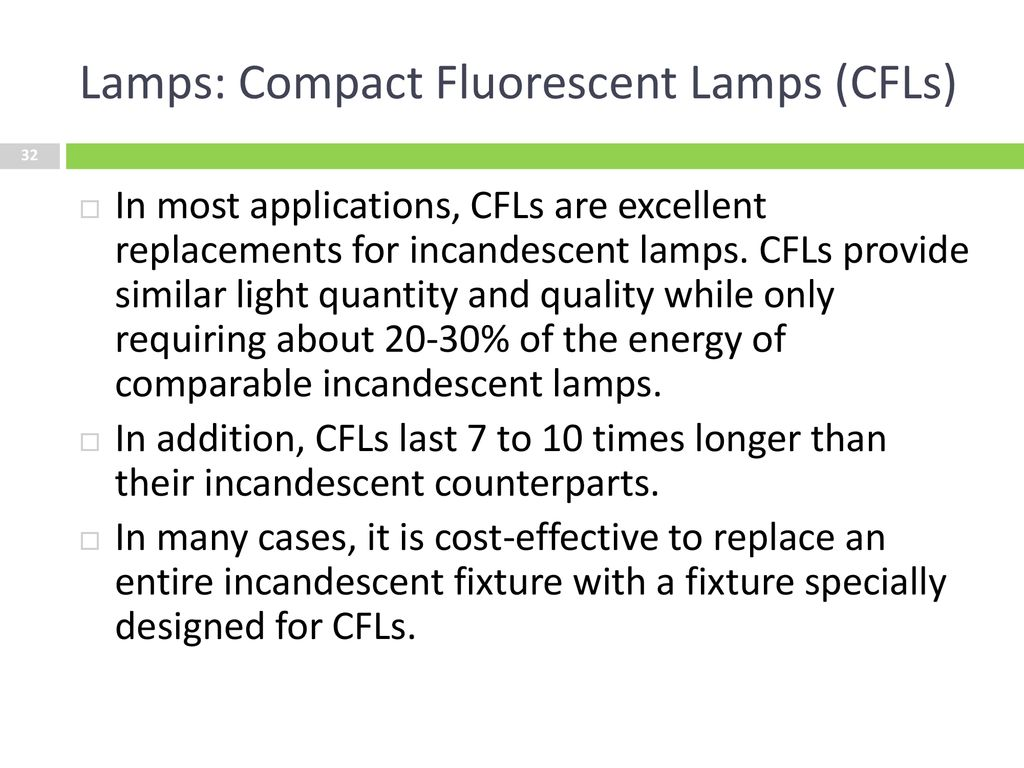 Lamps: Compact Fluorescent Lamps (CFLs)
32
In most applications, CFLs are excellent
replacements for incandescent lamps. CFLs provide
similar light quantity and quality while only
requiring about 20-30% of the energy of
comparable incandescent lamps.
In addition, CFLs last 7 to 10 times longer than
their incandescent counterparts.
In many cases, it is cost-effective to replace an
entire incandescent fixture with a fixture specially
designed for CFLs.